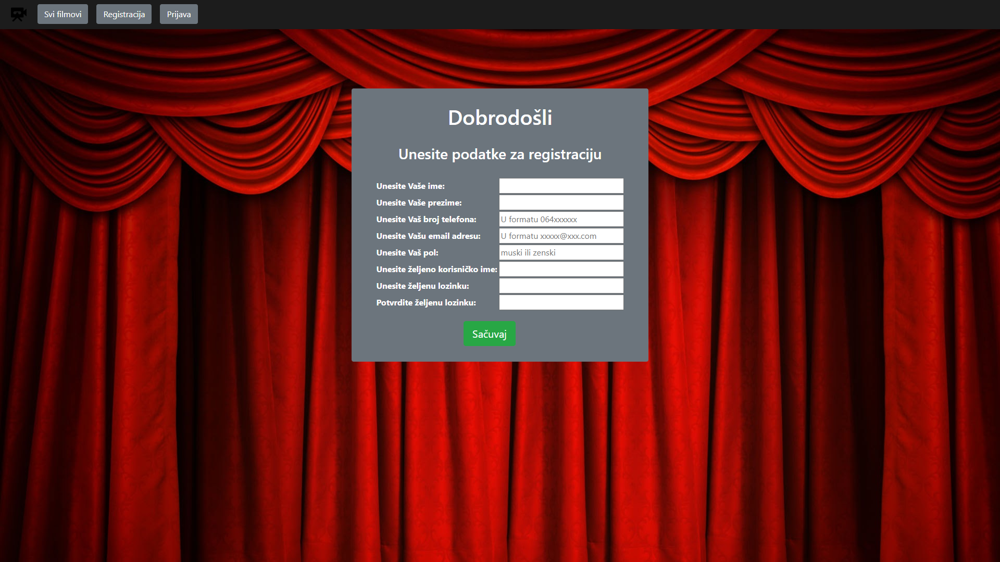 Svi filmovi
Registracija
Prijava
Dobrodošli
Unesite podatke za registraciju
Unesite Vaše ime:
Unesite Vaše prezime:
Unesite Vaš broj telefona: U formatu 064xxxxxx
Unesite Vašu email adresu: U formatu xxxxx@xxx.com
Unesite Vaš pol: muski ili zenski
Unesite željeno korisničko ime:
Unesite željenu lozinku:
Potvrdite željenu lozinku:
Sačuvaj